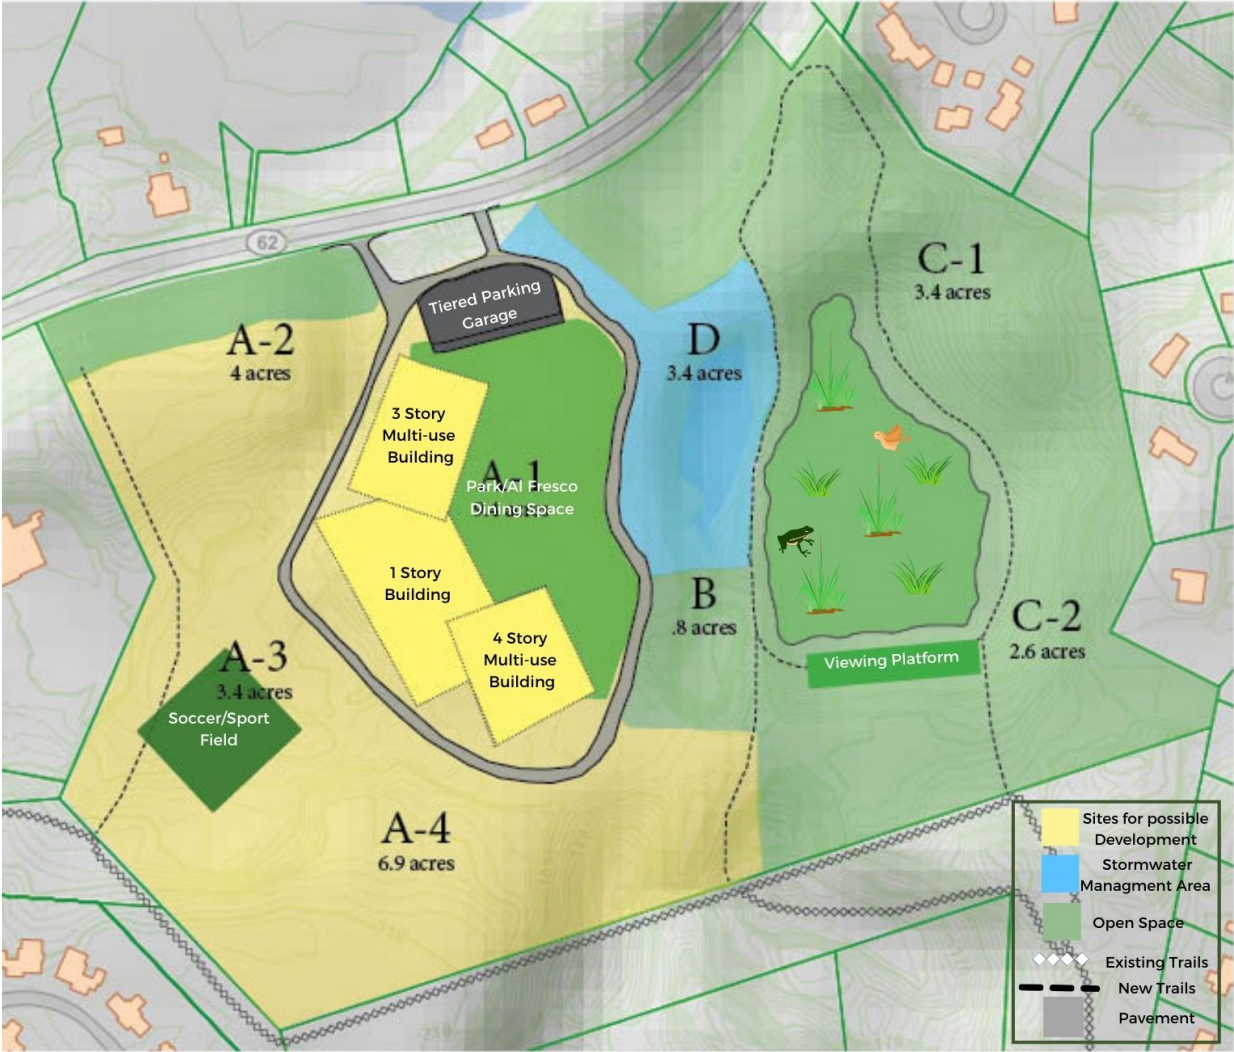 62
Tiered Parking
Garage
A-2
4 acres
C-1
3.4 acres
D
3.4 acres
3 Story
Multi-use
Building
A-1
Park/Al Fresco
Dining Space
1 Story
Building
B
.8 acres
4 Story
Multi-use
Building
C-2
2.6 acres
Viewing Platform
A-3
3.4 acres
Soccer/Sport
Field
A-4
6.9 acres
Sites for possible
Development
Stormwater
Managment Area
Open Space
Existing Trails
New Trails
Pavement